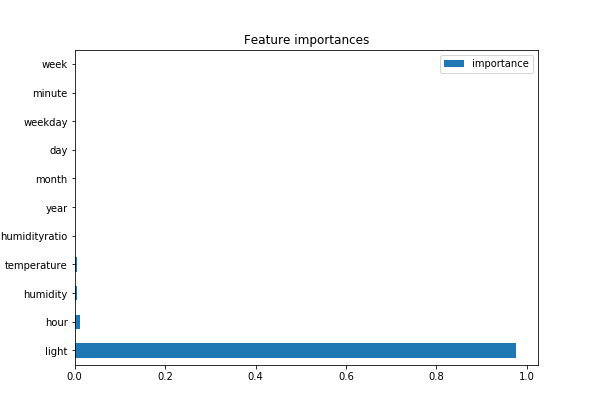 Feature importances
importance
week
minute
weekday
day
month
year
humidityratio
temperature
humidity
hour
light
0.0 0.2 0.4 0.6 0.8 1.0